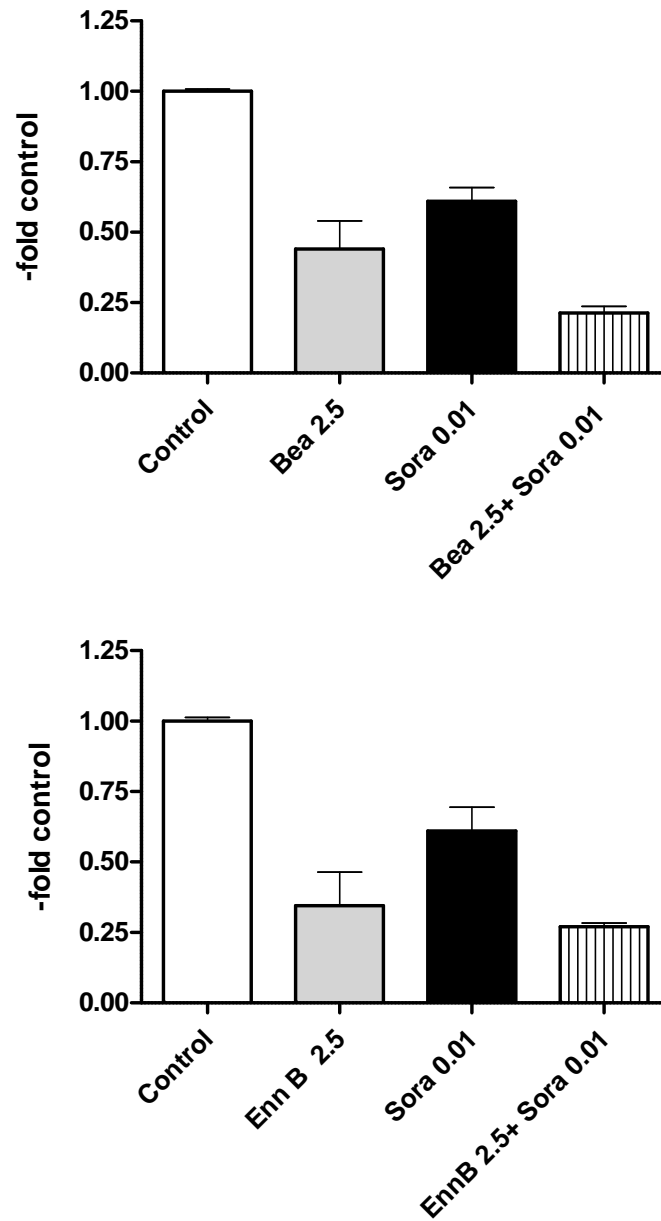 1.25
1.00
0.75
0.50
0.25
0.00
-fold control
Control
Bea 2.5
Sora 0.01
Bea 2.5+ Sora 0.01
1.25
1.00
0.75
0.50
0.25
0.00
-fold control
Control
Enn B  2.5
Sora 0.01
EnnB 2.5+ Sora 0.01